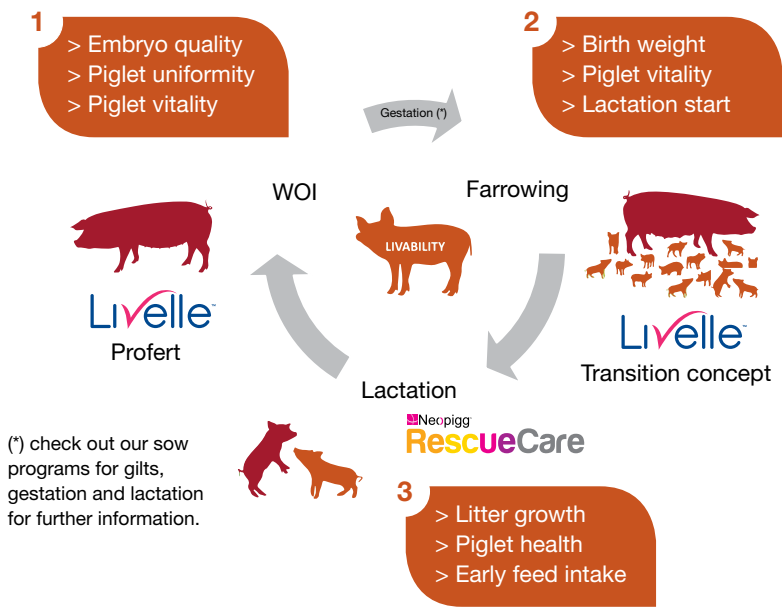 1
> Embryo quality
> Piglet uniformity
> Piglet vitality
2
> Birth weight
> Piglet vitality
> Lactation start
Gestation (*)
WOI
Farrowing
LIVABILITY
Livelle™
Profert
Livelle™
Transition concept
Lactation
Neopigg
RescueCare
(*) check out our sow
programs for gilts,
gestation and lactation
for further information.
3
> Litter growth
> Piglet health
> Early feed intake